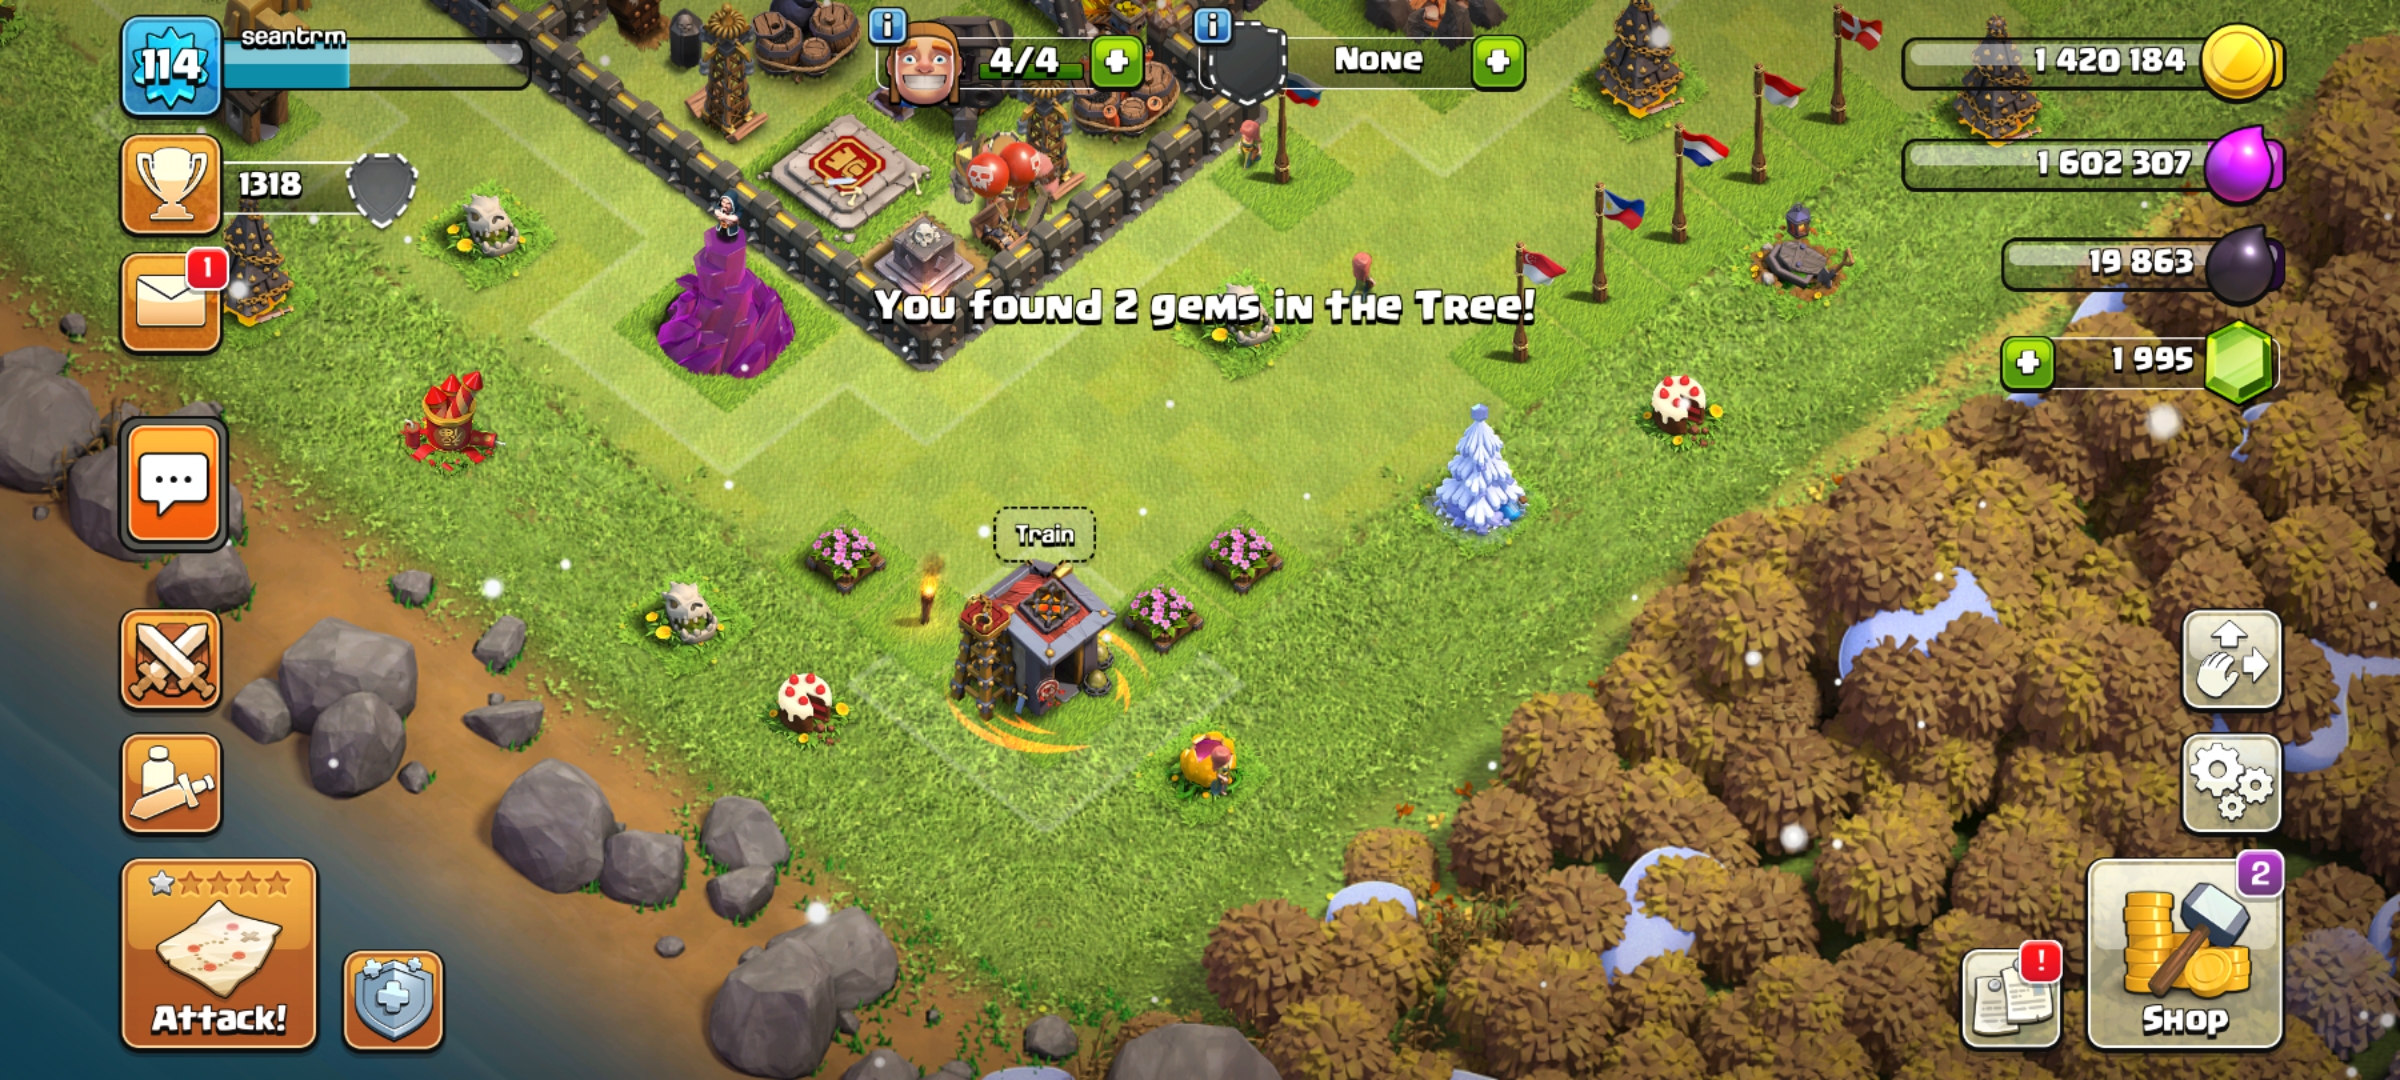 114
seantrm
i
4/4
i
None
1 420 184
1318
1 602 307
1
19 863
You found 2 gems in the Tree!
1 995
Train
2
Attack!
!
Shop